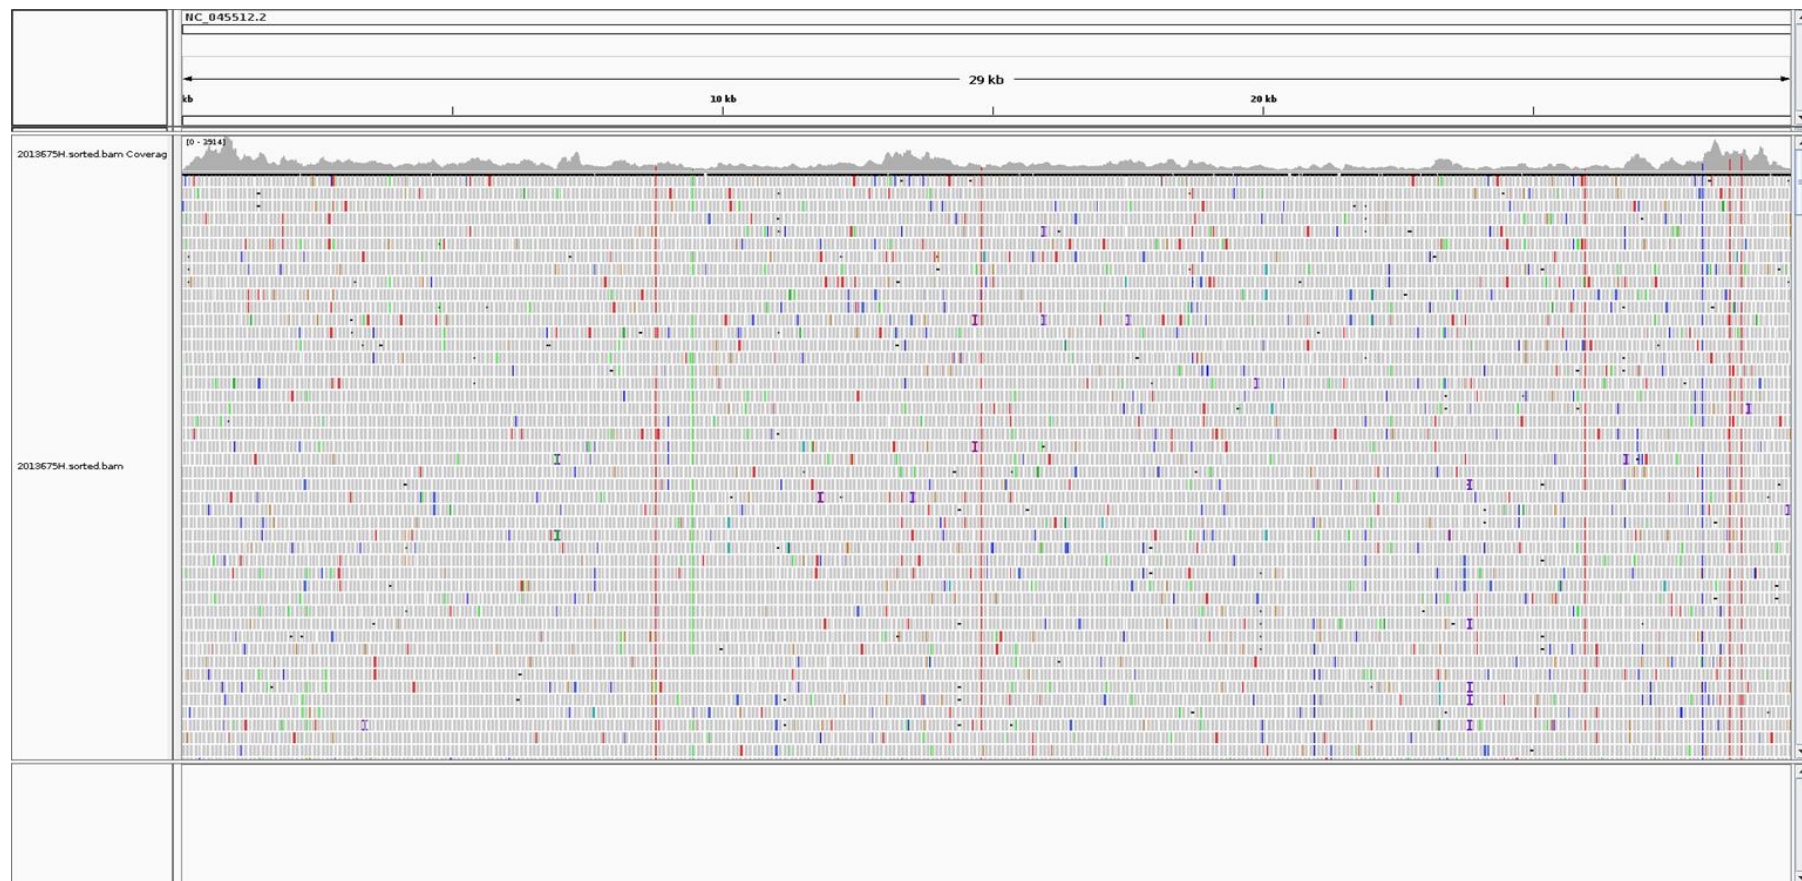 NC_045512.2
29 kb
kb
10 kb
20 kb
[0 - 2914]
2013675H.sorted.bam Coverag
2013675H.sorted.bam